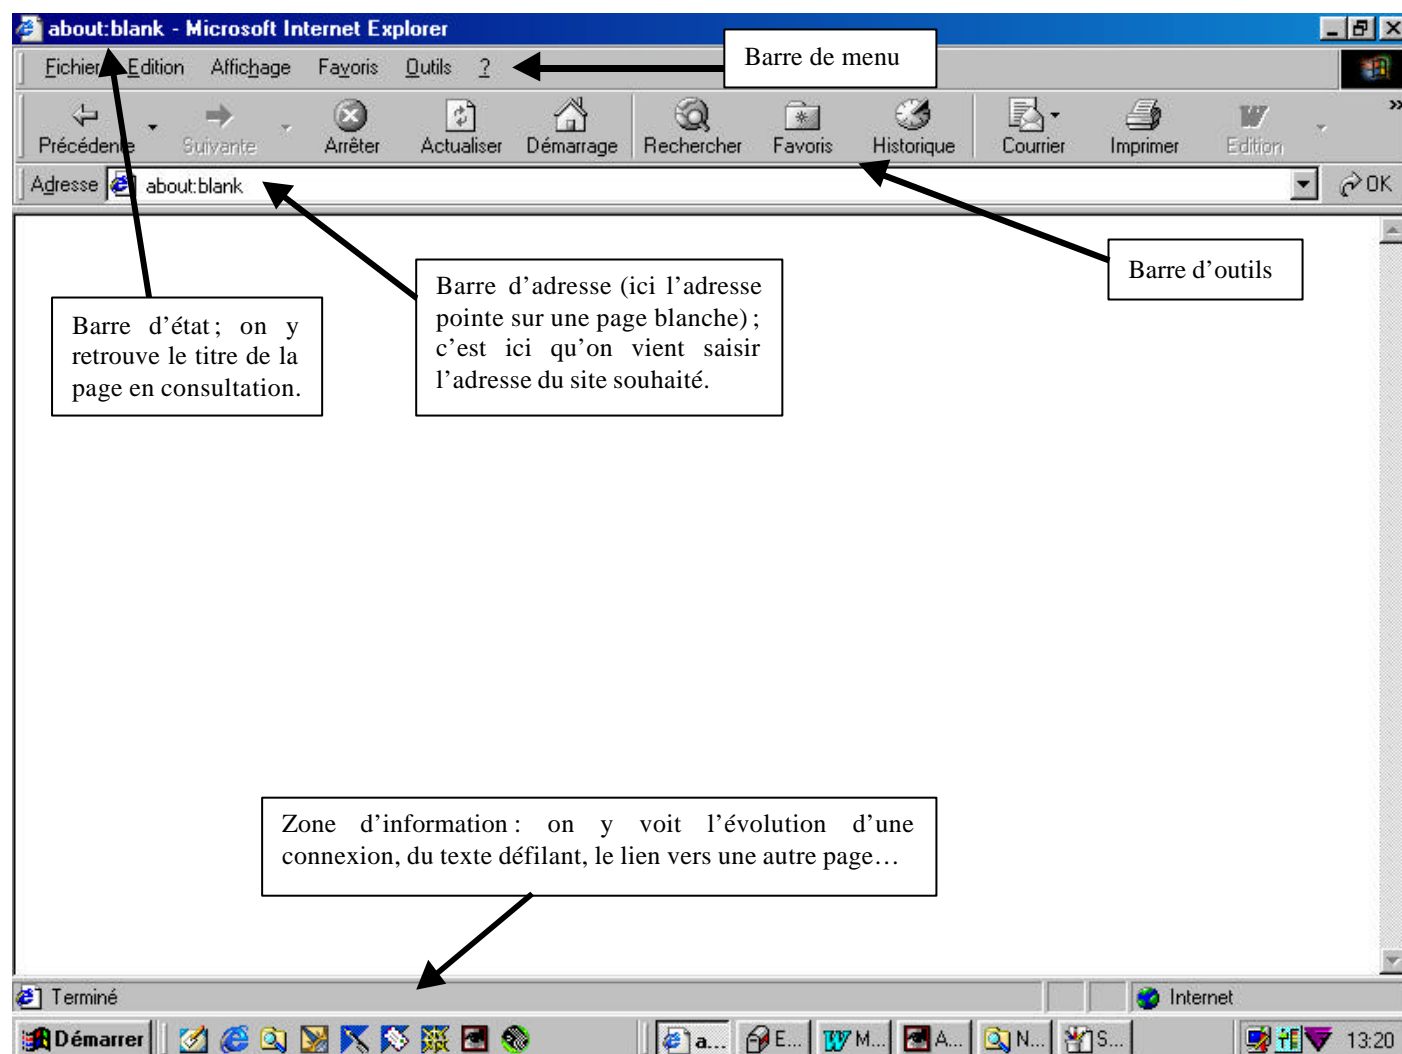 about:blank - Microsoft Internet Explorer
Barre de menu
Fichier Edition Affichage Favoris Outils ?
Précédente Suivante Arrêter Actualiser Démarrage Rechercher Favoris Historique Courrier Imprimer Edition »
Adresse about:blank OK
Barre d’outils
Barre d’adresse (ici l’adresse
pointe sur une page blanche) ;
c’est ici qu’on vient saisir
l’adresse du site souhaité.
Barre d’état ; on y
retrouve le titre de la
page en consultation.
Zone d’information : on y voit l’évolution d’une
connexion, du texte défilant, le lien vers une autre page…
Terminé Internet
Démarrer a... E... M... A... N... S... 13:20